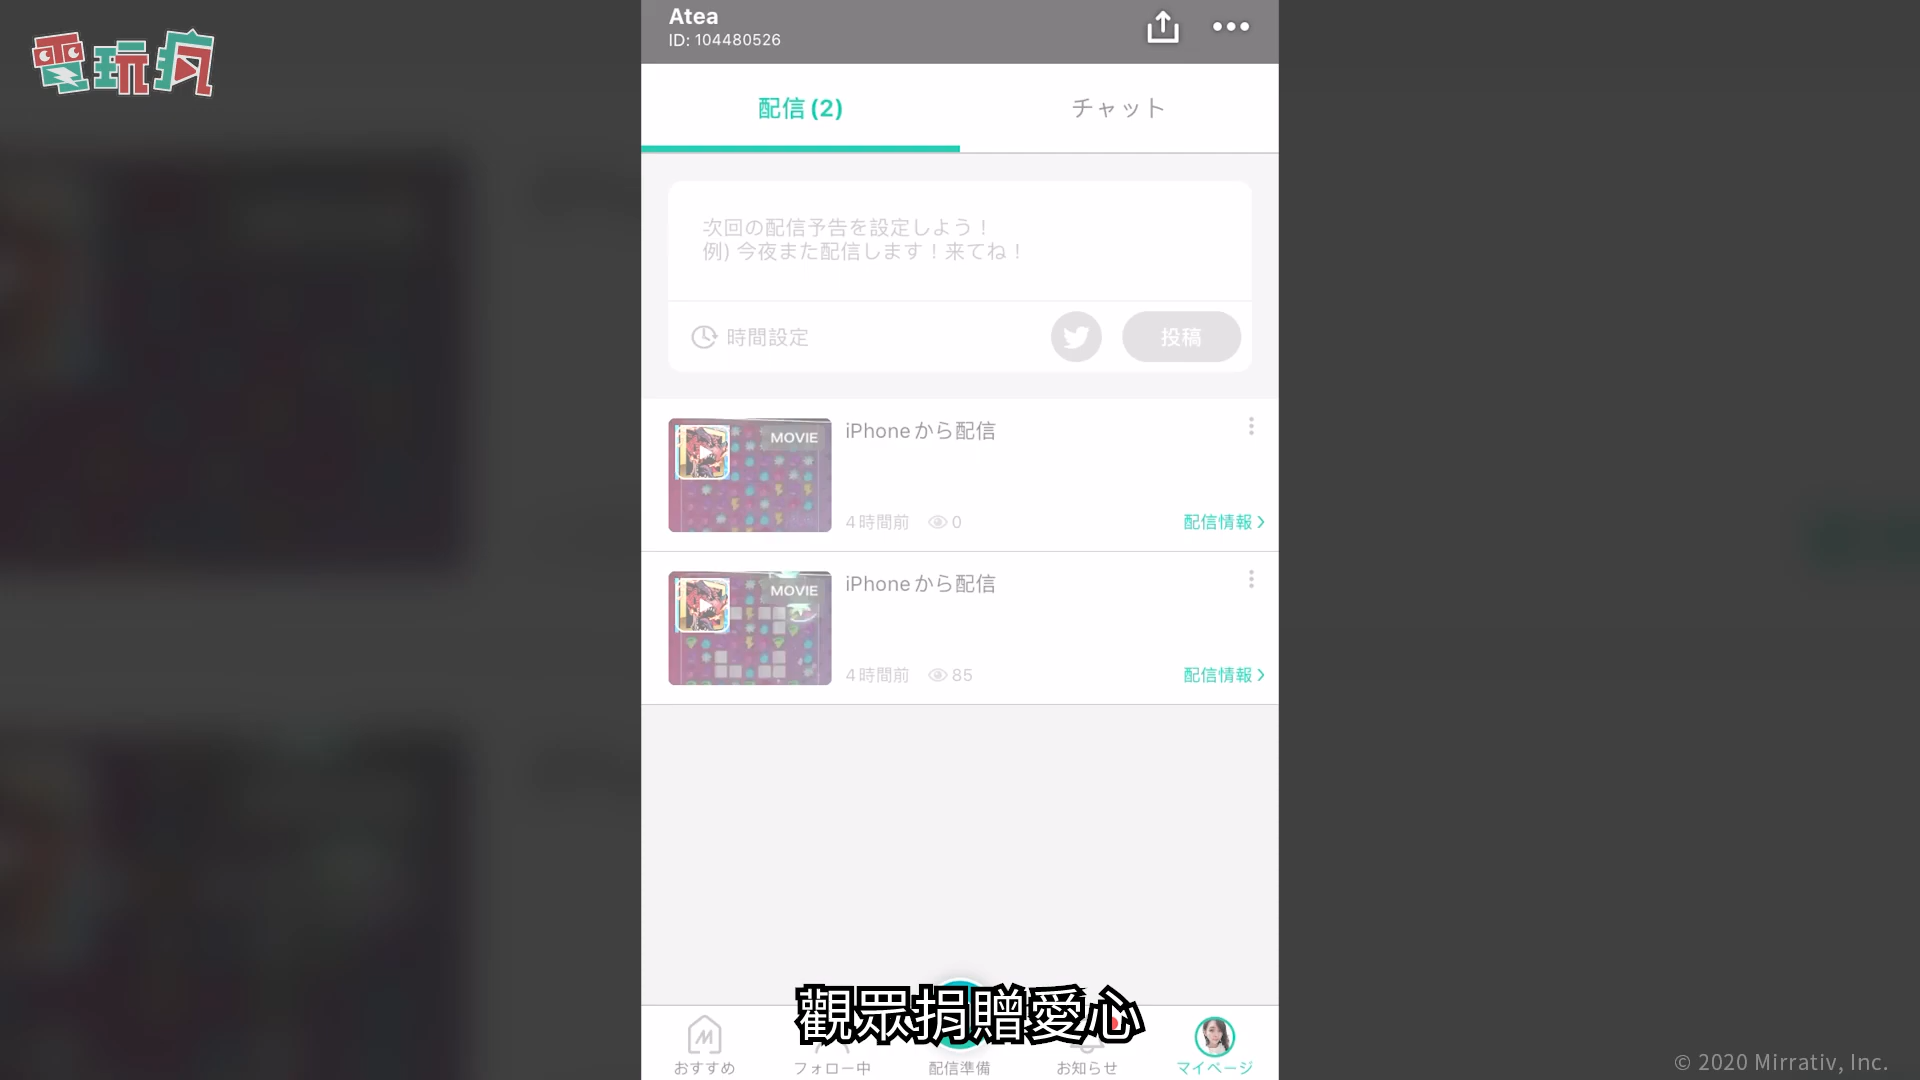 電玩瘋
Atea
ID: 104480526
配信 (2)
チャット
次回の配信予告を設定しよう！
例) 今夜また配信します！来てね！
時間設定
投稿
MOVIE
iPhoneから配信
4時間前
0
配信情報
MOVIE
iPhoneから配信
4時間前
85
配信情報
觀眾捐贈愛心
おすすめ
フォロー中
配信準備
お知らせ
マイページ
© 2020 Mirrativ, Inc.